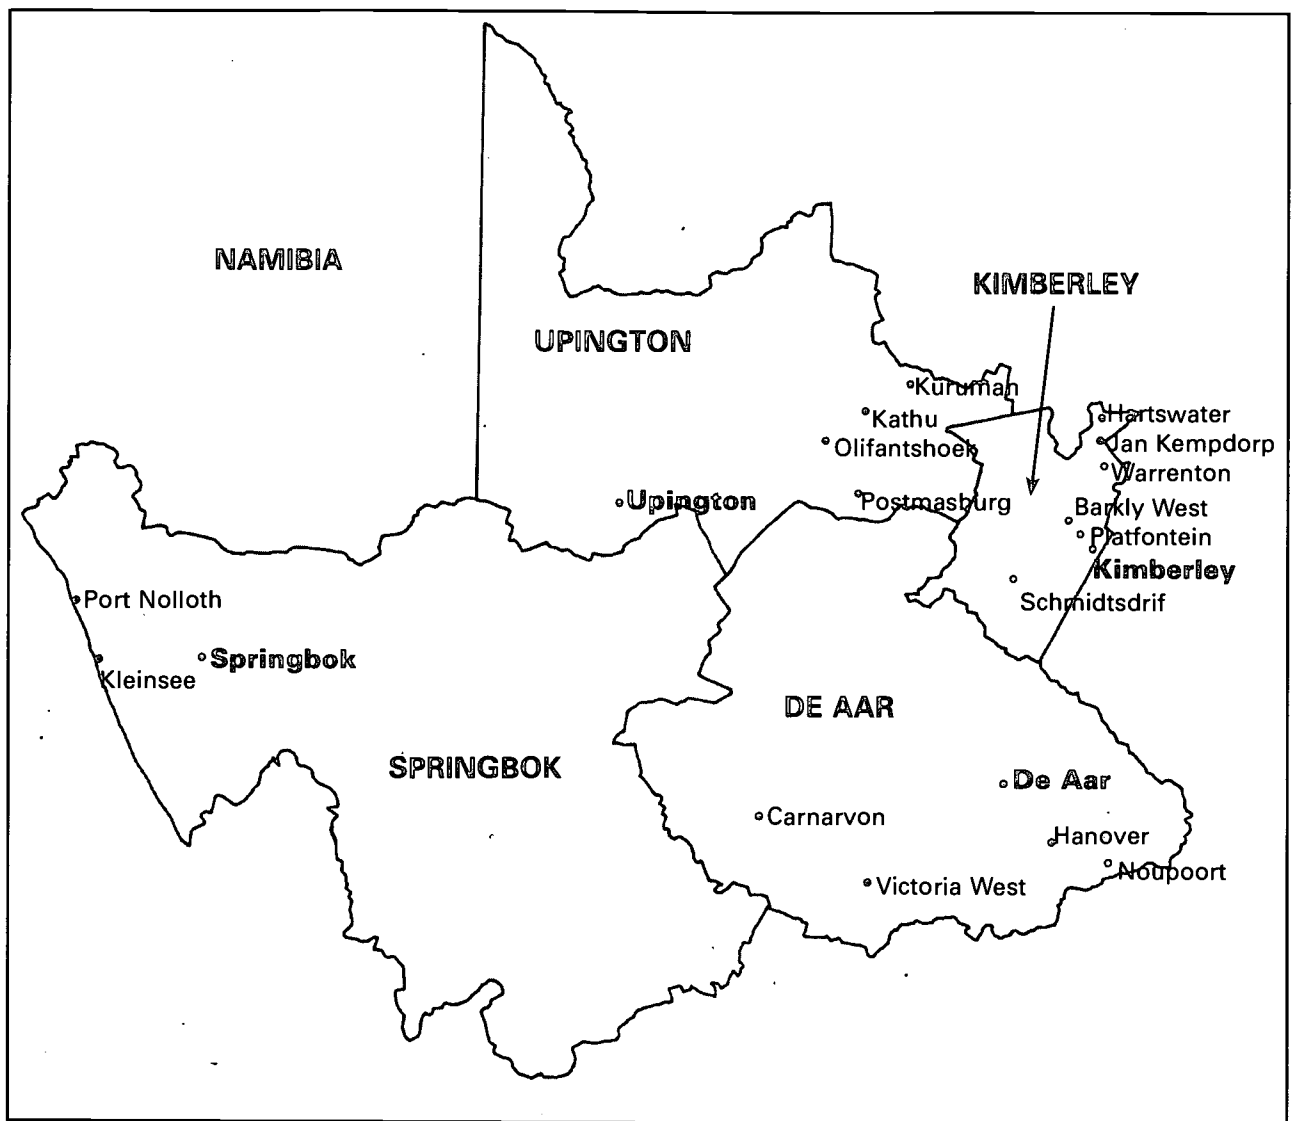 NAMIBIA
KIMBERLEY
UPINGTON
Kuruman
Kathu
Hartswater
Olifantshoek
Jan Kempdorp
Warrenton
Upington
Postmasburg
Barkly West
Platfontein
Kimberley
Port Nolloth
Schmidtsdrif
Springbok
Kleinsee
DE AAR
SPRINGBOK
De Aar
Carnarvon
Hanover
Noupoort
Victoria West